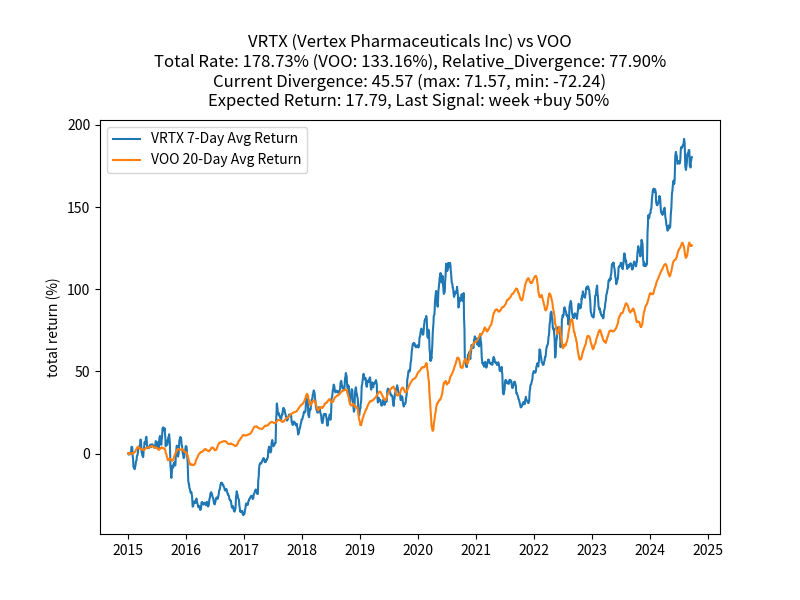 VRTX (Vertex Pharmaceuticals Inc) vs VOO
Total Rate: 178.73% (VOO: 133.16%), Relative_Divergence: 77.90%
Current Divergence: 45.57 (max: 71.57, min: -72.24)
Expected Return: 17.79, Last Signal: week +buy 50%
VRTX 7-Day Avg Return
VOO 20-Day Avg Return
total return (%)
200
150
100
50
0
2015 2016 2017 2018 2019 2020 2021 2022 2023 2024 2025